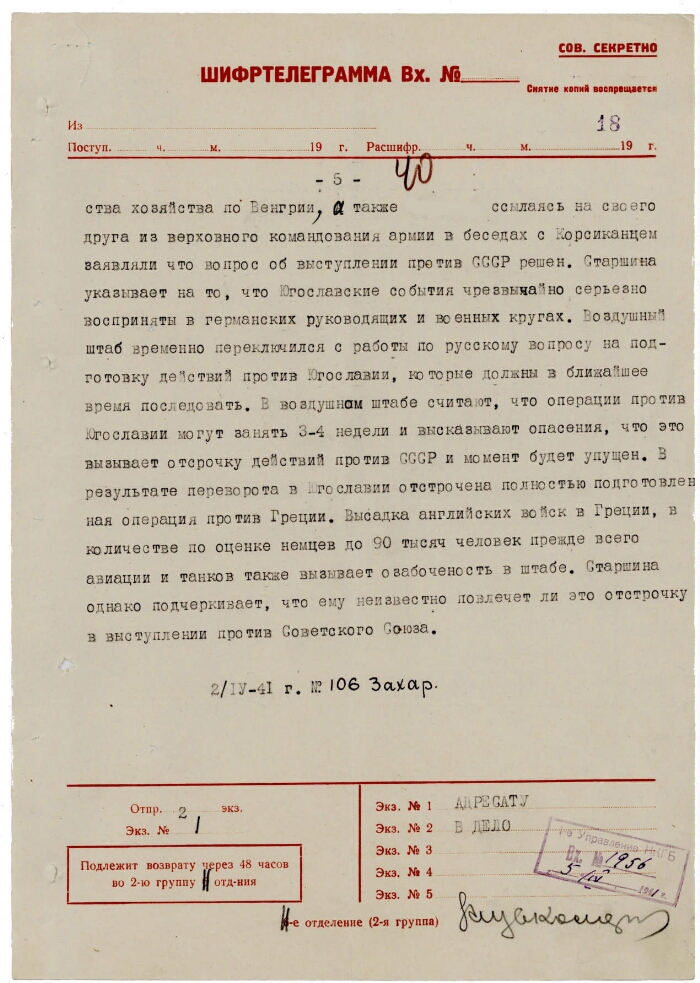 СОВ. СЕКРЕТНО
ШИФРТЕЛЕГРАММА Вх. №
Снятие копий воспрещается
Из
18
Поступ. ч. м. 19 г. Расшифр. ч. м. 19 г.
- 5 - 40
ства хозяйства по Венгрии, а также ссылаясь на своего
друга из верховного командования армии в беседах с Корсиканцем
заявляли что вопрос об выступлении против СССР решен. Старшина
указывает на то, что Югославские события чрезвычайно серьезно
восприняты в германских руководящих и военных кругах. Воздушный
штаб временно переключился с работы по русскому вопросу на под-
готовку действий против Югославии, которые должны в ближайшее
время последовать. В воздушном штабе считают, что операции против
Югославии могут занять 3-4 недели и высказывают опасения, что это
вызывает отсрочку действий против СССР и момент будет упущен. В
результате переворота в Югославии отстрочена полностью подготовлен
ная операция против Греции. Высадка английских войск в Греции, в
количестве по оценке немцев до 90 тысяч человек прежде всего
авиации и танков также вызывает озабоченость в штабе. Старшина
однако подчеркивает, что ему неизвестно повлечет ли это отстрочку
в выступлении против Советского Союза.
2/IУ-41 г. № 106 Захар.
Отпр. 2 экз.
Экз. № 1
Подлежит возврату через 48 часов
во 2-ю группу отд-ния
Экз. № 1 АДРЕСАТУ
Экз. № 2 В ДЕЛО
Экз. № 3
Экз. № 4
Экз. № 5
1-е Управление НКГБ
Вх. № 1956
5/IV 1941 г.
-е отделение (2-я группа)